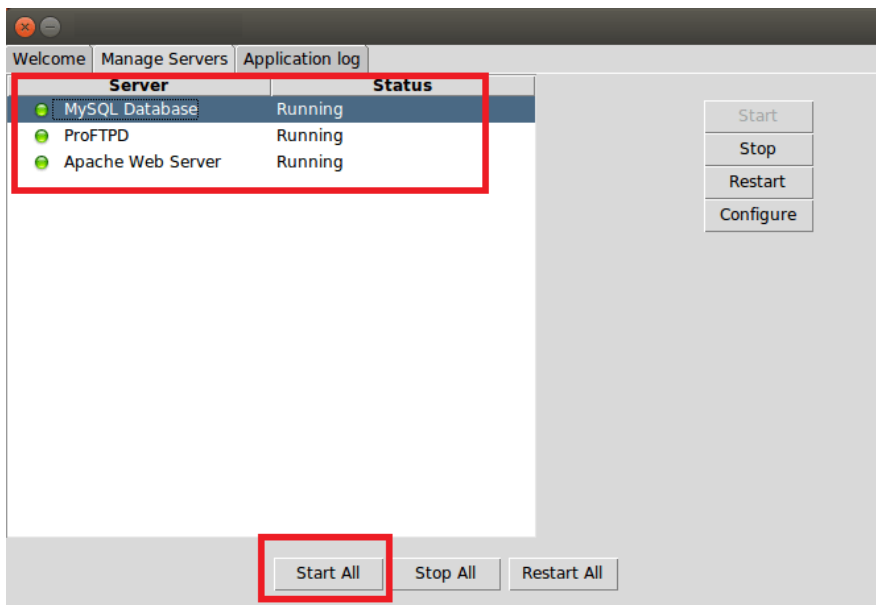 Welcome Manage Servers Application log
Server Status
MySQL Database Running
ProFTPD Running
Apache Web Server Running
Start
Stop
Restart
Configure
Start All Stop All Restart All